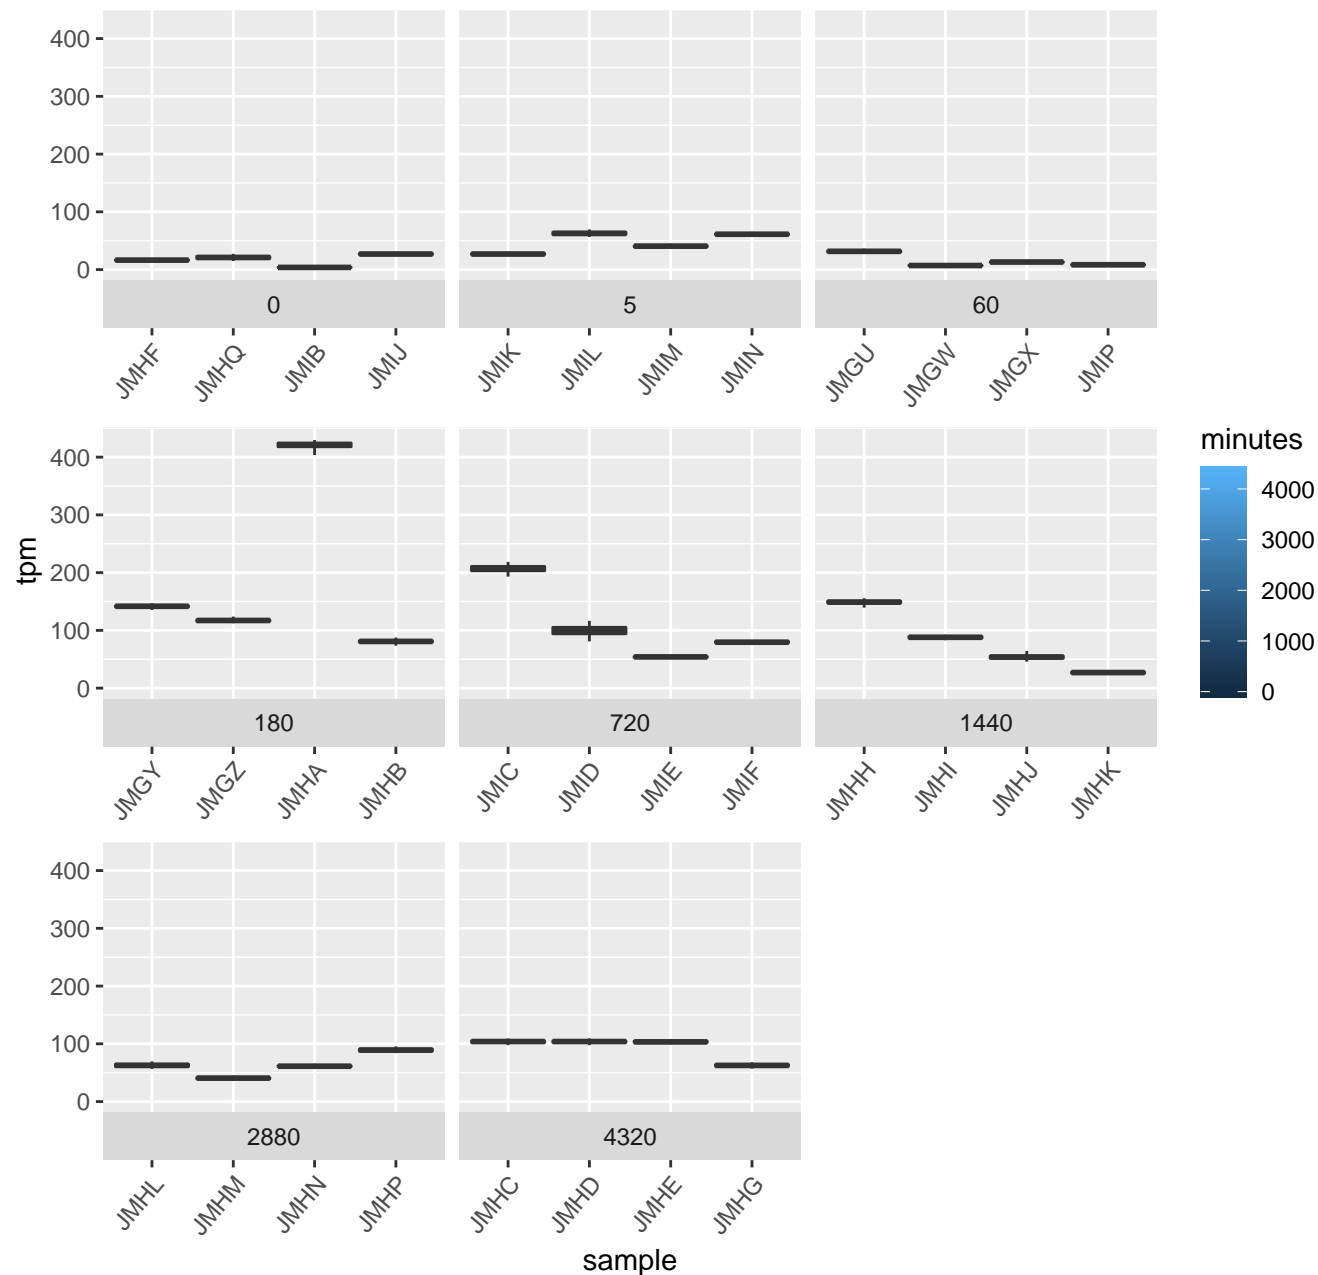 400
300
200
100
0
0 5 60
JMHF JMHQ JMIB JMIJ JMIK JMIL JMIM JMIN JMGU JMGW JMGX JMIP
tpm
400
300
200
100
0
180 720 1440
JMGY JMGZ JMHA JMHB JMIC JMID JMIE JMIF JMHH JMHI JMHJ JMHK
minutes
4000
3000
2000
1000
0
400
300
200
100
0
2880 4320
JMHL JMHM JMHN JMHP JMHC JMHD JMHE JMHG
sample